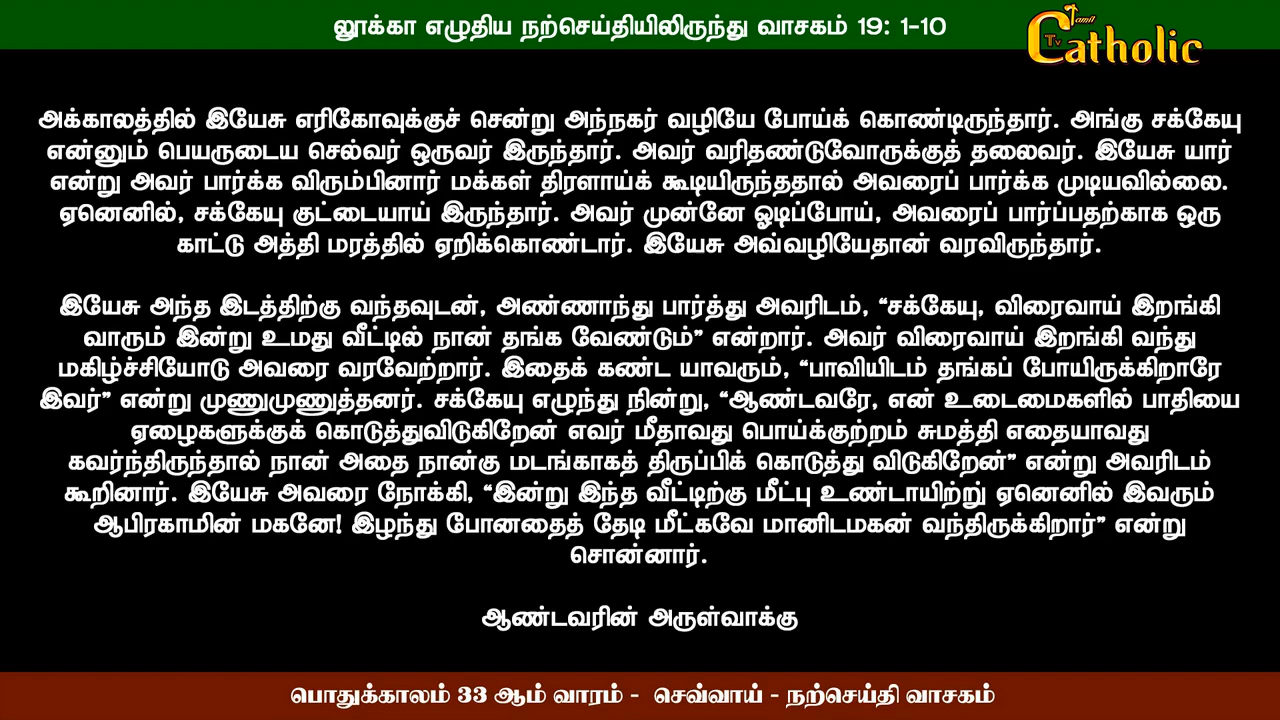 லூக்கா எழுதிய நற்செய்தியிலிருந்து வாசகம் 19: 1-10
Tamil
Catholic
Tv
அக்காலத்தில் இயேசு எரிகோவுக்குச் சென்று அந்நகர் வழியே போய்க் கொண்டிருந்தார். அங்கு சக்கேயு
என்னும் பெயருடைய செல்வர் ஒருவர் இருந்தார். அவர் வரிதண்டுவோருக்குத் தலைவர். இயேசு யார்
என்று அவர் பார்க்க விரும்பினார் மக்கள் திரளாய்க் கூடியிருந்ததால் அவரைப் பார்க்க முடியவில்லை.
ஏனெனில், சக்கேயு குட்டையாய் இருந்தார். அவர் முன்னே ஓடிப்போய், அவரைப் பார்ப்பதற்காக ஒரு
காட்டு அத்தி மரத்தில் ஏறிக்கொண்டார். இயேசு அவ்வழியேதான் வரவிருந்தார்.
இயேசு அந்த இடத்திற்கு வந்தவுடன், அண்ணாந்து பார்த்து அவரிடம், “சக்கேயு, விரைவாய் இறங்கி
வாரும் இன்று உமது வீட்டில் நான் தங்க வேண்டும்” என்றார். அவர் விரைவாய் இறங்கி வந்து
மகிழ்ச்சியோடு அவரை வரவேற்றார். இதைக் கண்ட யாவரும், “பாவியிடம் தங்கப் போயிருக்கிறாரே
இவர்” என்று முணுமுணுத்தனர். சக்கேயு எழுந்து நின்று, “ஆண்டவரே, என் உடைமைகளில் பாதியை
ஏழைகளுக்குக் கொடுத்துவிடுகிறேன் எவர் மீதாவது பொய்க்குற்றம் சுமத்தி எதையாவது
கவர்ந்திருந்தால் நான் அதை நான்கு மடங்காகத் திருப்பிக் கொடுத்து விடுகிறேன்” என்று அவரிடம்
கூறினார். இயேசு அவரை நோக்கி, “இன்று இந்த வீட்டிற்கு மீட்பு உண்டாயிற்று் ஏனெனில் இவரும்
ஆபிரகாமின் மகனே! இழந்து போனதைத் தேடி மீட்கவே மானிடமகன் வந்திருக்கிறார்” என்று
சொன்னார்.
ஆண்டவரின் அருள்வாக்கு
பொதுக்காலம் 33 ஆம் வாரம் - செவ்வாய் - நற்செய்தி வாசகம்